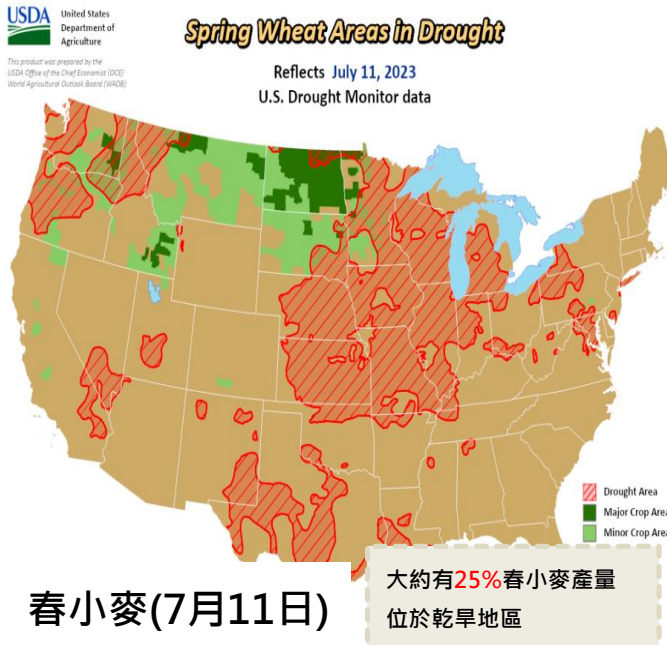 USDA
United States
Department of
Agriculture
This product was prepared by the
USDA Office of the Chief Economist (OCE)
World Agricultural Outlook Board (WAOB)
Spring Wheat Areas in Drought
Reflects July 11, 2023
U.S. Drought Monitor data
Drought Area
Major Crop Area
Minor Crop Area
春小麥(7月11日)
大約有25%春小麥產量
位於乾旱地區